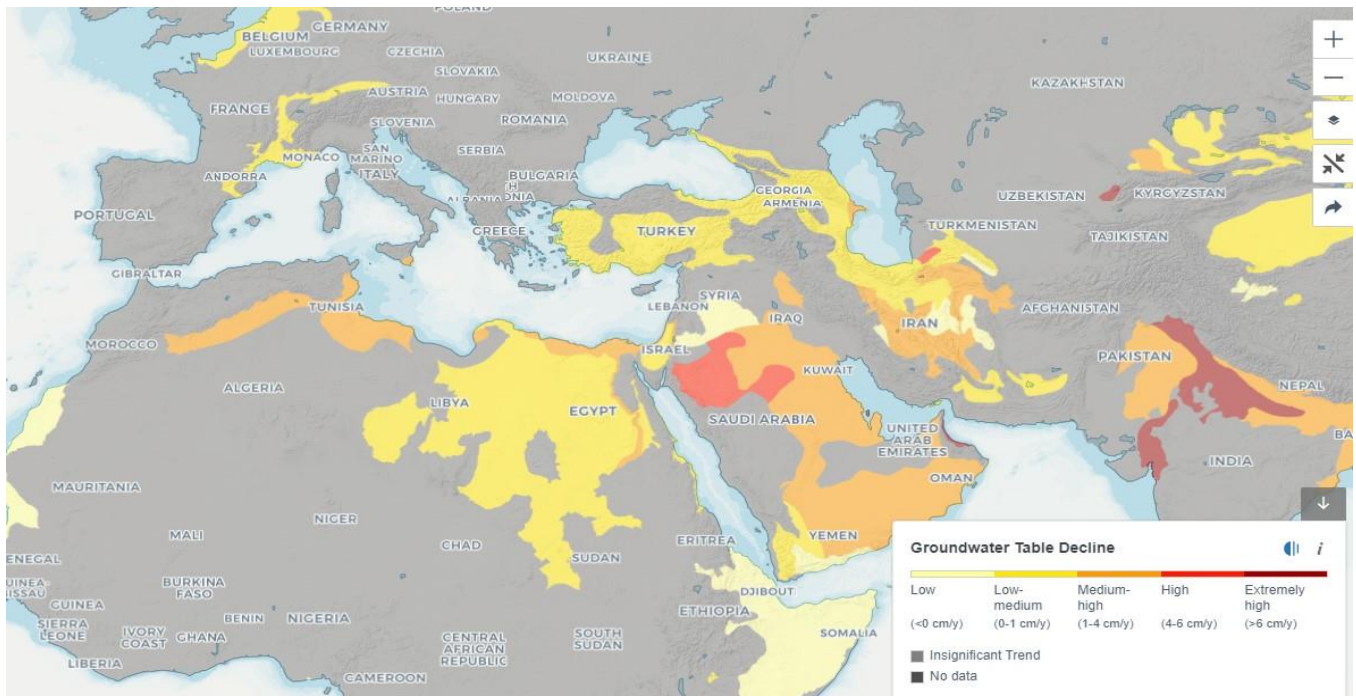 POLAND
BELGIUM
GERMANY
LUXEMBOURG
CZECHIA
UKRAINE
SLOVAKIA
KAZAKHSTAN
FRANCE
AUSTRIA
HUNGARY
MOLDOVA
SLOVENIA
ROMANIA
MONACO
SAN
MARINO
SERBIA
ANDORRA
ITALY
BULGARIA
GEORGIA
UZBEKISTAN
KYRGYZSTAN
PORTUGAL
ALBANIA
ARMENIA
GREECE
TURKEY
TURKMENISTAN
TAJIKISTAN
GIBRALTAR
TUNISIA
LEBANON
SYRIA
AFGHANISTAN
MOROCCO
IRAQ
IRAN
ISRAEL
PAKISTAN
KUWAIT
ALGERIA
NEPAL
LIBYA
EGYPT
SAUDI ARABIA
UNITED
ARAB
EMIRATES
BA
INDIA
OMAN
MAURITANIA
NIGER
MALI
ERITREA
YEMEN
CHAD
SUDAN
ENEGAL
UINEA-
ISSAU
BURKINA
FASO
DJIBOUT
GUINEA
BENIN
NIGERIA
ETHIOPIA
SIERRA
LEONE
IVORY
COAST
GHANA
SOMALIA
CENTRAL
AFRICAN
REPUBLIC
SOUTH
SUDAN
LIBERIA
CAMEROON
Groundwater Table Decline
i
Low
Low-
medium
Medium-
high
High
Extremely
high
(<0 cm/y)
(0-1 cm/y)
(1-4 cm/y)
(4-6 cm/y)
(>6 cm/y)
Insignificant Trend
No data